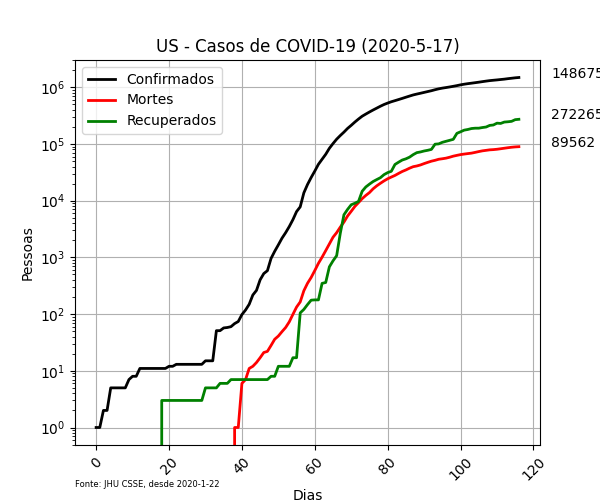 US - Casos de COVID-19 (2020-5-17)
Confirmados
Mortes
Recuperados
148675
272265
89562
Pessoas
10^6
10^5
10^4
10^3
10^2
10^1
10^0
0 20 40 60 80 100 120
Fonte: JHU CSSE, desde 2020-1-22
Dias